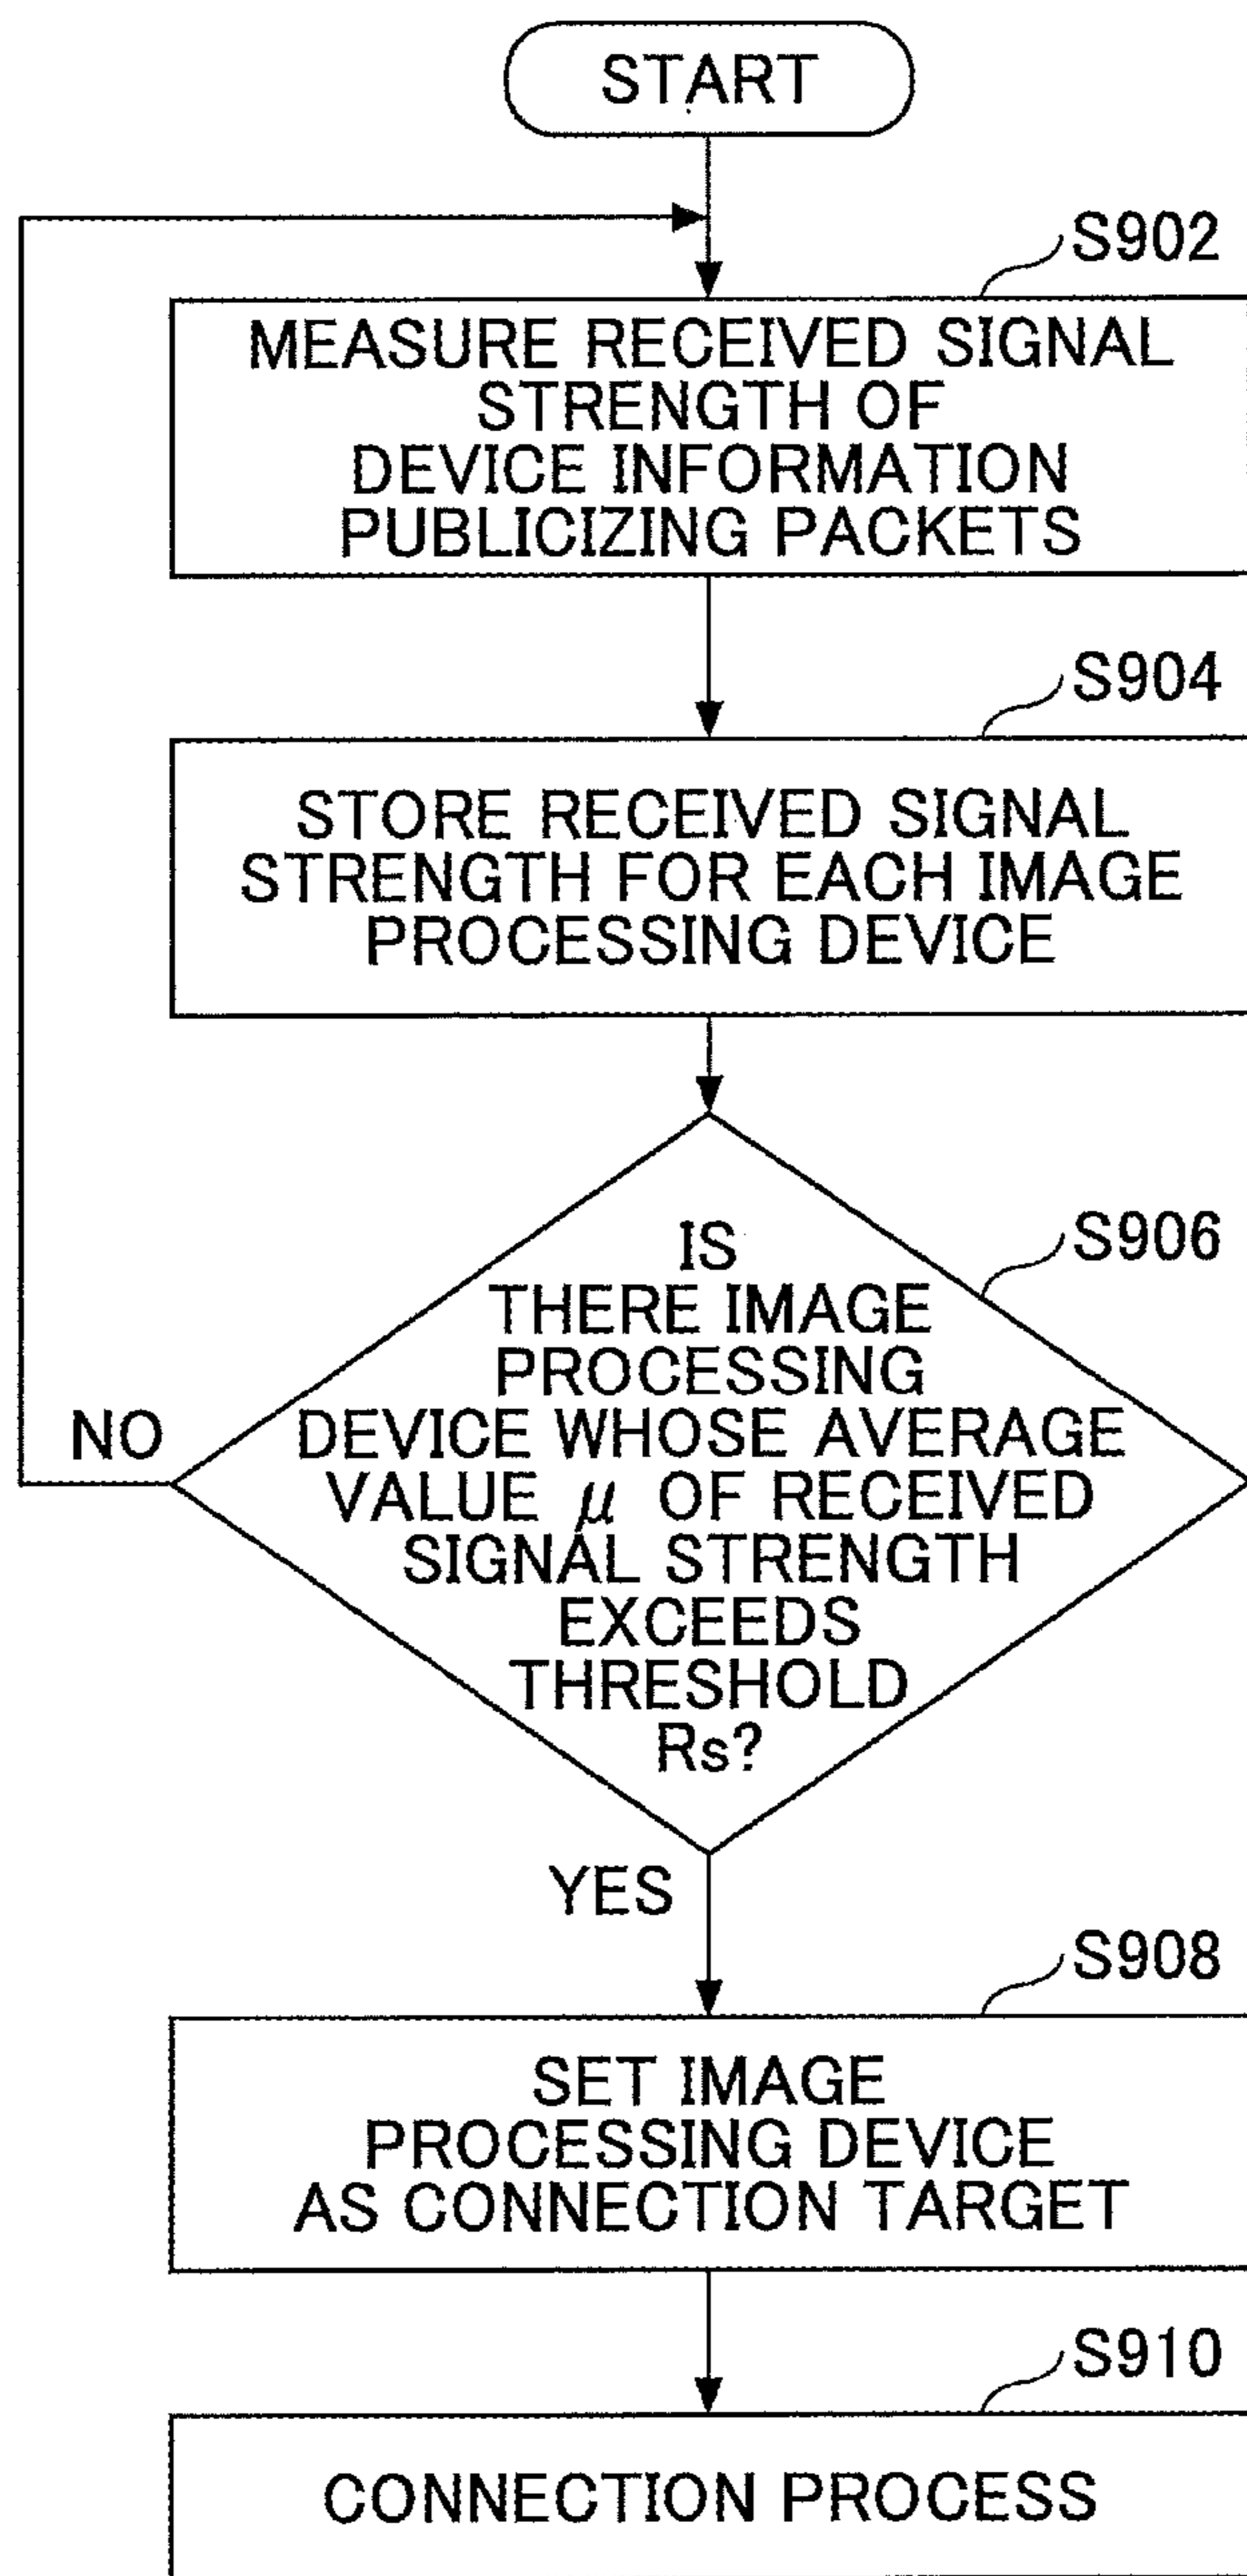 START
S902
MEASURE RECEIVED SIGNAL
STRENGTH OF
DEVICE INFORMATION
PUBLICIZING PACKETS
S904
STORE RECEIVED SIGNAL
STRENGTH FOR EACH IMAGE
PROCESSING DEVICE
S906
IS
THERE IMAGE
PROCESSING
DEVICE WHOSE AVERAGE
VALUE μ OF RECEIVED
SIGNAL STRENGTH
EXCEEDS
THRESHOLD
Rs?
NO
YES
S908
SET IMAGE
PROCESSING DEVICE
AS CONNECTION TARGET
S910
CONNECTION PROCESS